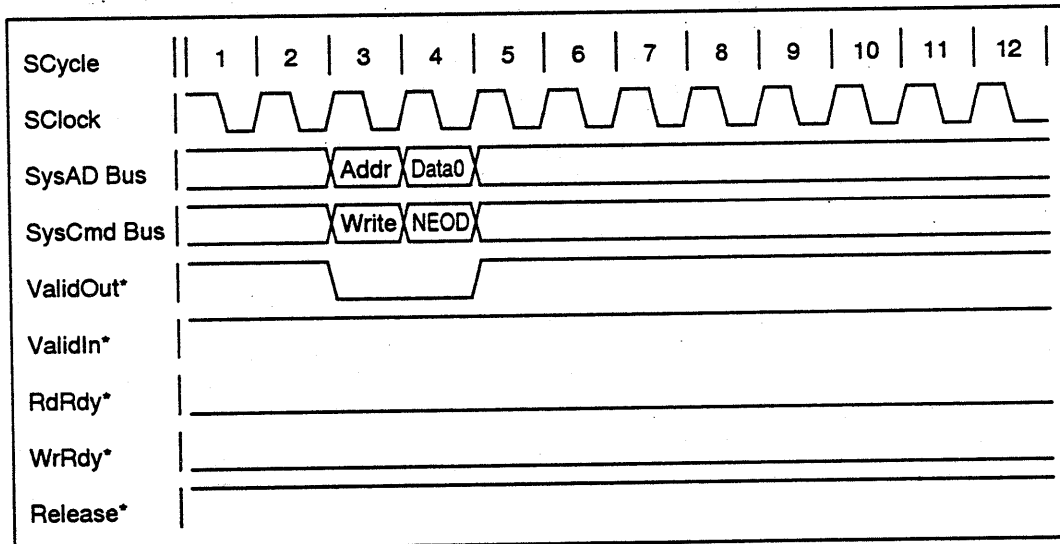 SCycle 1 2 3 4 5 6 7 8 9 10 11 12
SClock
SysAD Bus Addr Data0
SysCmd Bus Write NEOD
ValidOut*
ValidIn*
RdRdy*
WrRdy*
Release*